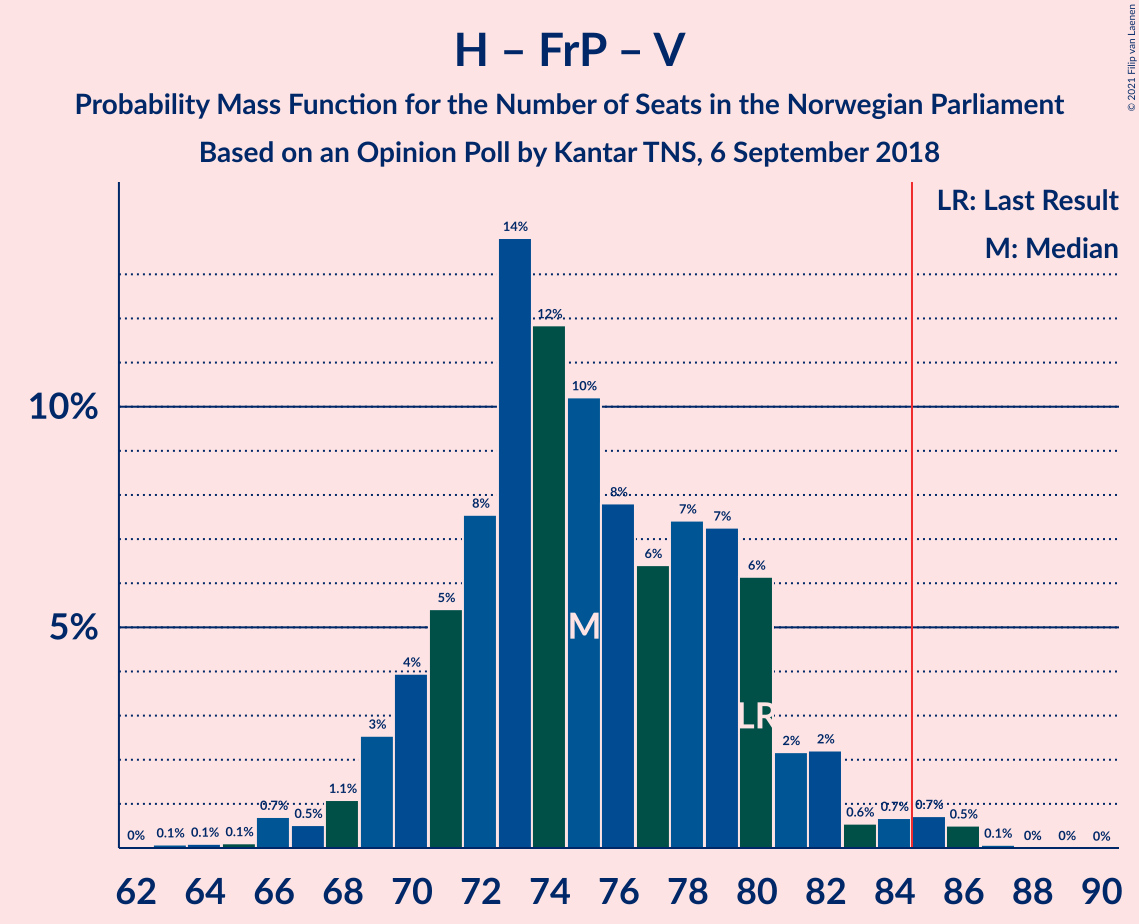 H – FrP – V
Probability Mass Function for the Number of Seats in the Norwegian Parliament
Based on an Opinion Poll by Kantar TNS, 6 September 2018
© 2021 Filip van Laenen
LR: Last Result
M: Median
10%
5%
0% 0.1% 0.1% 0.1% 0.7% 0.5% 1.1% 3% 4% 5% 8% 14% 12% 10% 8% 6% 7% 7% 6% 2% 2% 0.6% 0.7% 0.7% 0.5% 0.1% 0% 0% 0%
M
LR
62 64 66 68 70 72 74 76 78 80 82 84 86 88 90